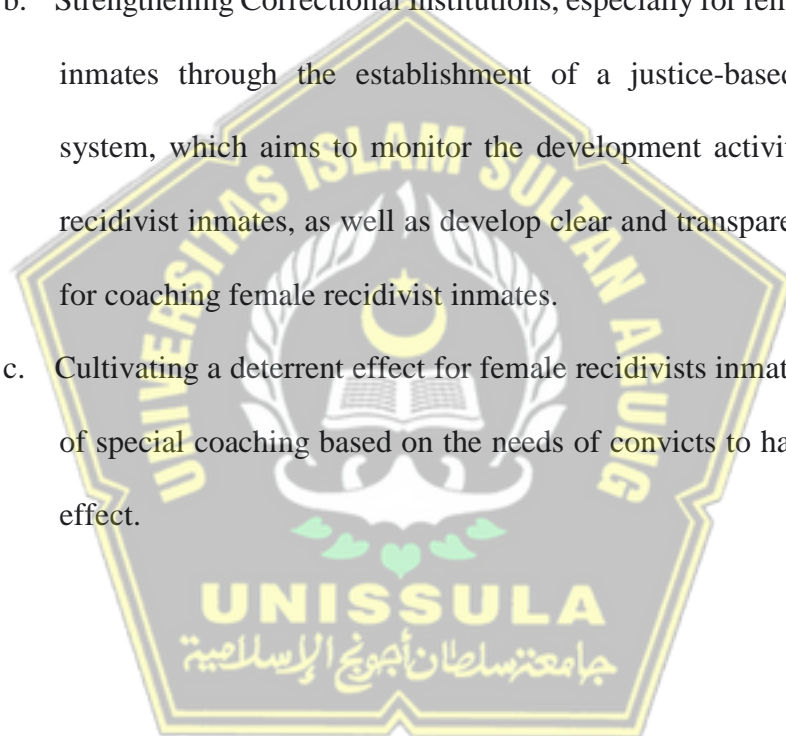 b. Strengthening Correctional Institutions, especially for fem
inmates through the establishment of a justice-based
system, which aims to monitor the development activit
recidivist inmates, as well as develop clear and transpare
for coaching female recidivist inmates.
c. Cultivating a deterrent effect for female recidivists inmat
of special coaching based on the needs of convicts to ha
effect.
UNIVERSITAS ISLAM SULTAN AGUNG
UNISSULA
جامعة سلطان أجونج الإسلامية